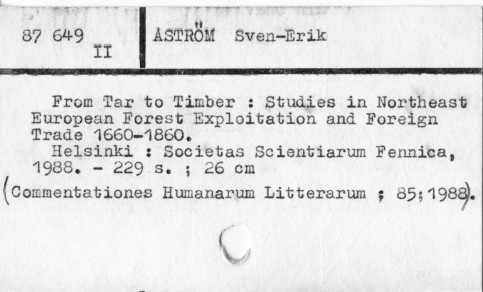 87 649 ASTRÖM Sven-Erik
II
From Tar to Timber : Studies in Northeast
European Forest Exploitation and Foreign
Trade 1660-1860.
Helsinki : Societas Scientiarum Fennica,
1988. - 229 s. ; 26 cm
(Commentationes Humanarum Litterarum ; 85;1988).